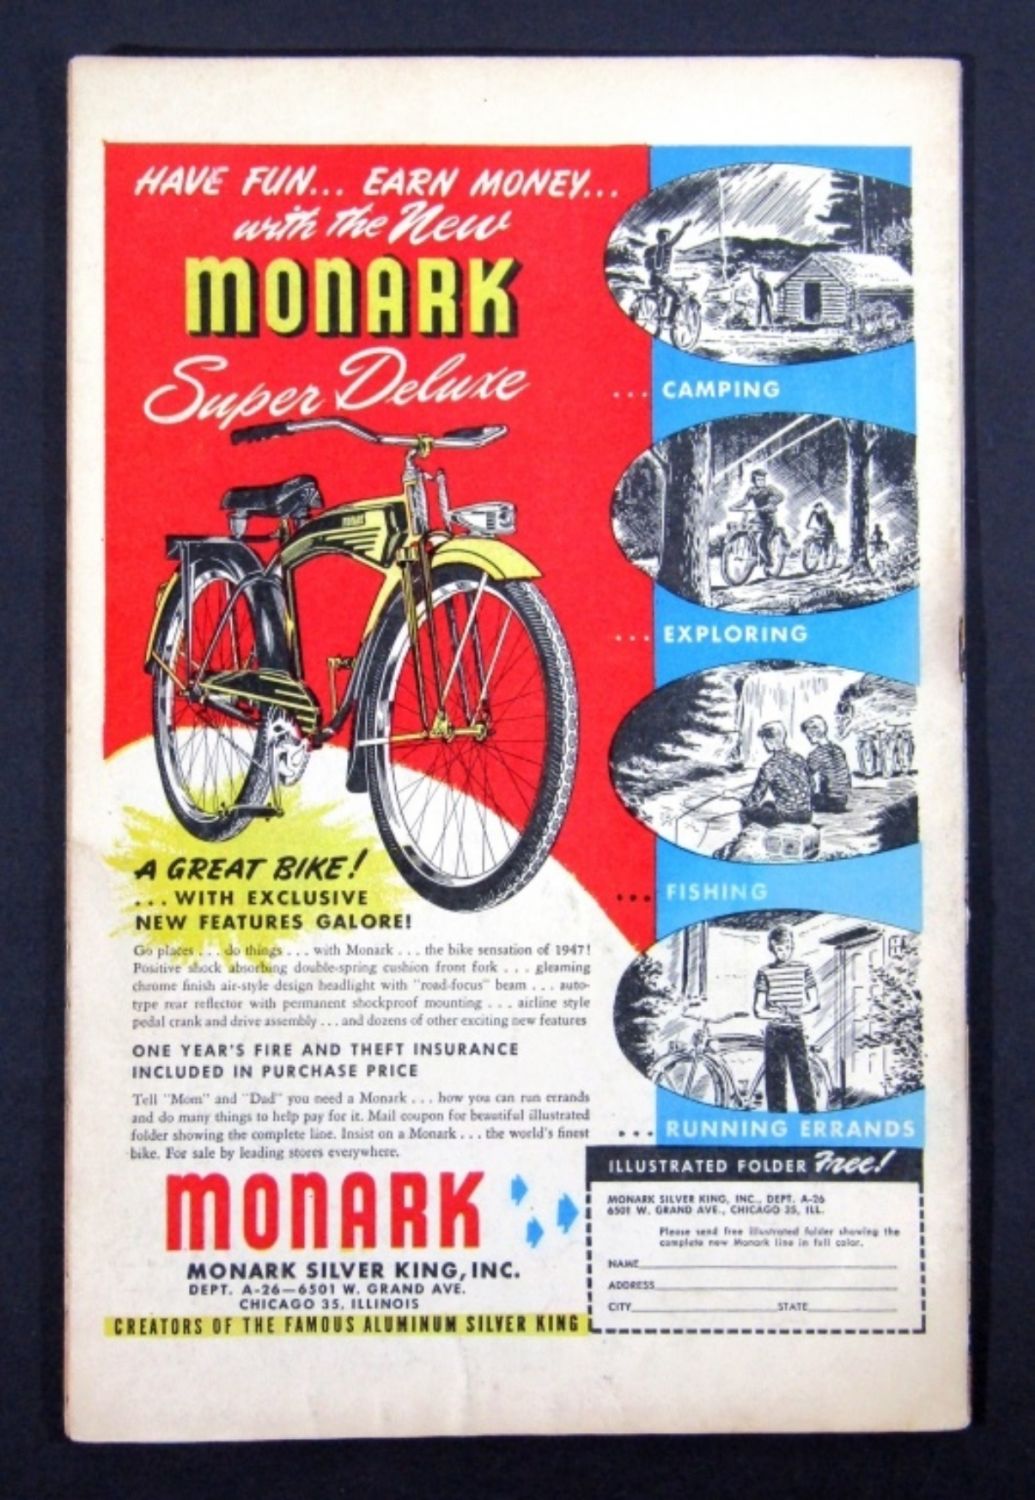 HAVE FUN... EARN MONEY...
with the New
MONARK
Super Deluxe
MONARK
... CAMPING
... EXPLORING
... FISHING
... RUNNING ERRANDS
A GREAT BIKE!
... WITH EXCLUSIVE
NEW FEATURES GALORE!
Go places . . . do things . . . with Monark . . . the bike sensation of 1947!
Positive shock absorbing double-spring cushion front fork . . . gleaming
chrome finish air-style design headlight with "road-focus" beam . . . auto-
type rear reflector with permanent shockproof mounting . . . airline style
pedal crank and drive assembly . . . and dozens of other exciting new features
ONE YEAR'S FIRE AND THEFT INSURANCE
INCLUDED IN PURCHASE PRICE
Tell "Mom" and "Dad" you need a Monark . . . how you can run errands
and do many things to help pay for it. Mail coupon for beautiful illustrated
folder showing the complete line. Insist on a Monark . . . the world's finest
bike. For sale by leading stores everywhere.
MONARK
MONARK SILVER KING, INC.
DEPT. A-26—6501 W. GRAND AVE.
CHICAGO 35, ILLINOIS
CREATORS OF THE FAMOUS ALUMINUM SILVER KING
ILLUSTRATED FOLDER Free!
MONARK SILVER KING, INC., DEPT. A-26
6501 W. GRAND AVE., CHICAGO 35, ILL.
Please send free illustrated folder showing the
complete new Monark line in full color.
NAME
ADDRESS
CITY STATE